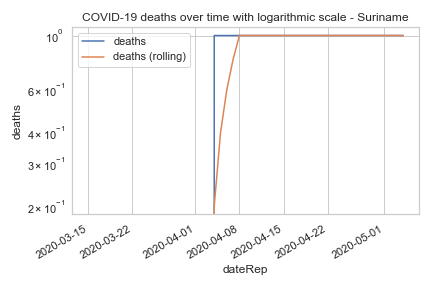 COVID-19 deaths over time with logarithmic scale - Suriname
10⁰
6 × 10⁻¹
4 × 10⁻¹
3 × 10⁻¹
2 × 10⁻¹
deaths
deaths
deaths (rolling)
2020-03-15
2020-03-22
2020-04-01
2020-04-08
2020-04-15
2020-04-22
2020-05-01
dateRep